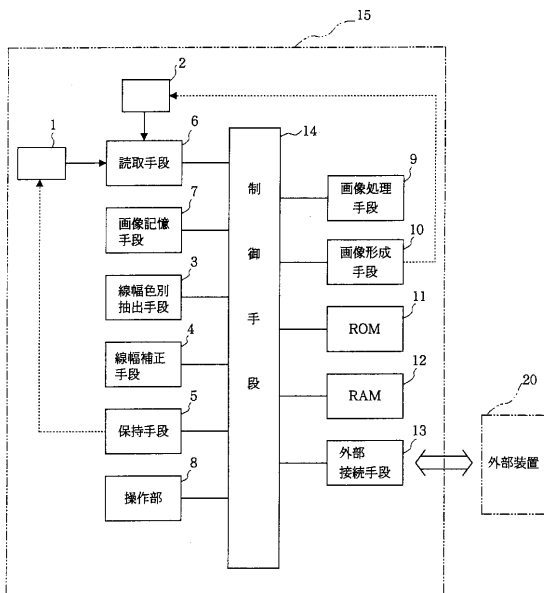 15
2
1
6
読取手段
14
制御手段
9
画像処理
手段
7
画像記憶
手段
10
画像形成
手段
3
線幅色別
抽出手段
11
ROM
4
線幅補正
手段
12
RAM
5
保持手段
13
外部
接続手段
20
外部装置
8
操作部